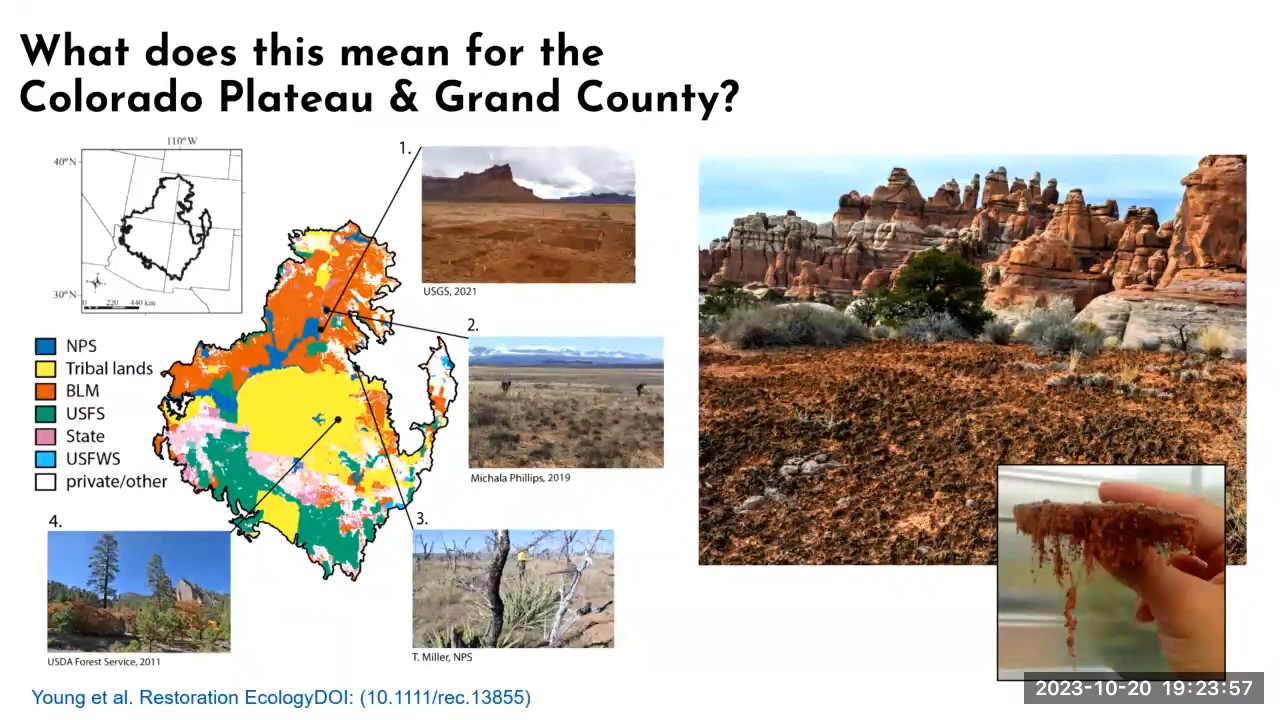 What does this mean for the
Colorado Plateau & Grand County?
110°W
40°N
30°N
0 220 440 km
NPS
Tribal lands
BLM
USFS
State
USFWS
private/other
1.
USGS, 2021
2.
Michala Phillips, 2019
3.
T. Miller, NPS
4.
USDA Forest Service, 2011
Young et al. Restoration EcologyDOI: (10.1111/rec.13855)
2023-10-20 19:23:57